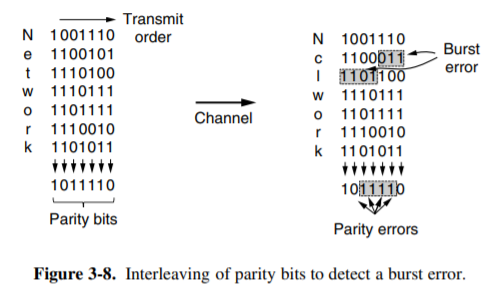 Transmit
order
N 1001110
e 1100101
t 1110100
w 1110111
o 1101111
r 1110010
k 1101011
1011110
Parity bits
Channel
N 1001110
c 1100011
l 1101100
w 1110111
o 1101111
r 1110010
k 1101011
1011110
Burst
error
Parity errors
Figure 3-8. Interleaving of parity bits to detect a burst error.